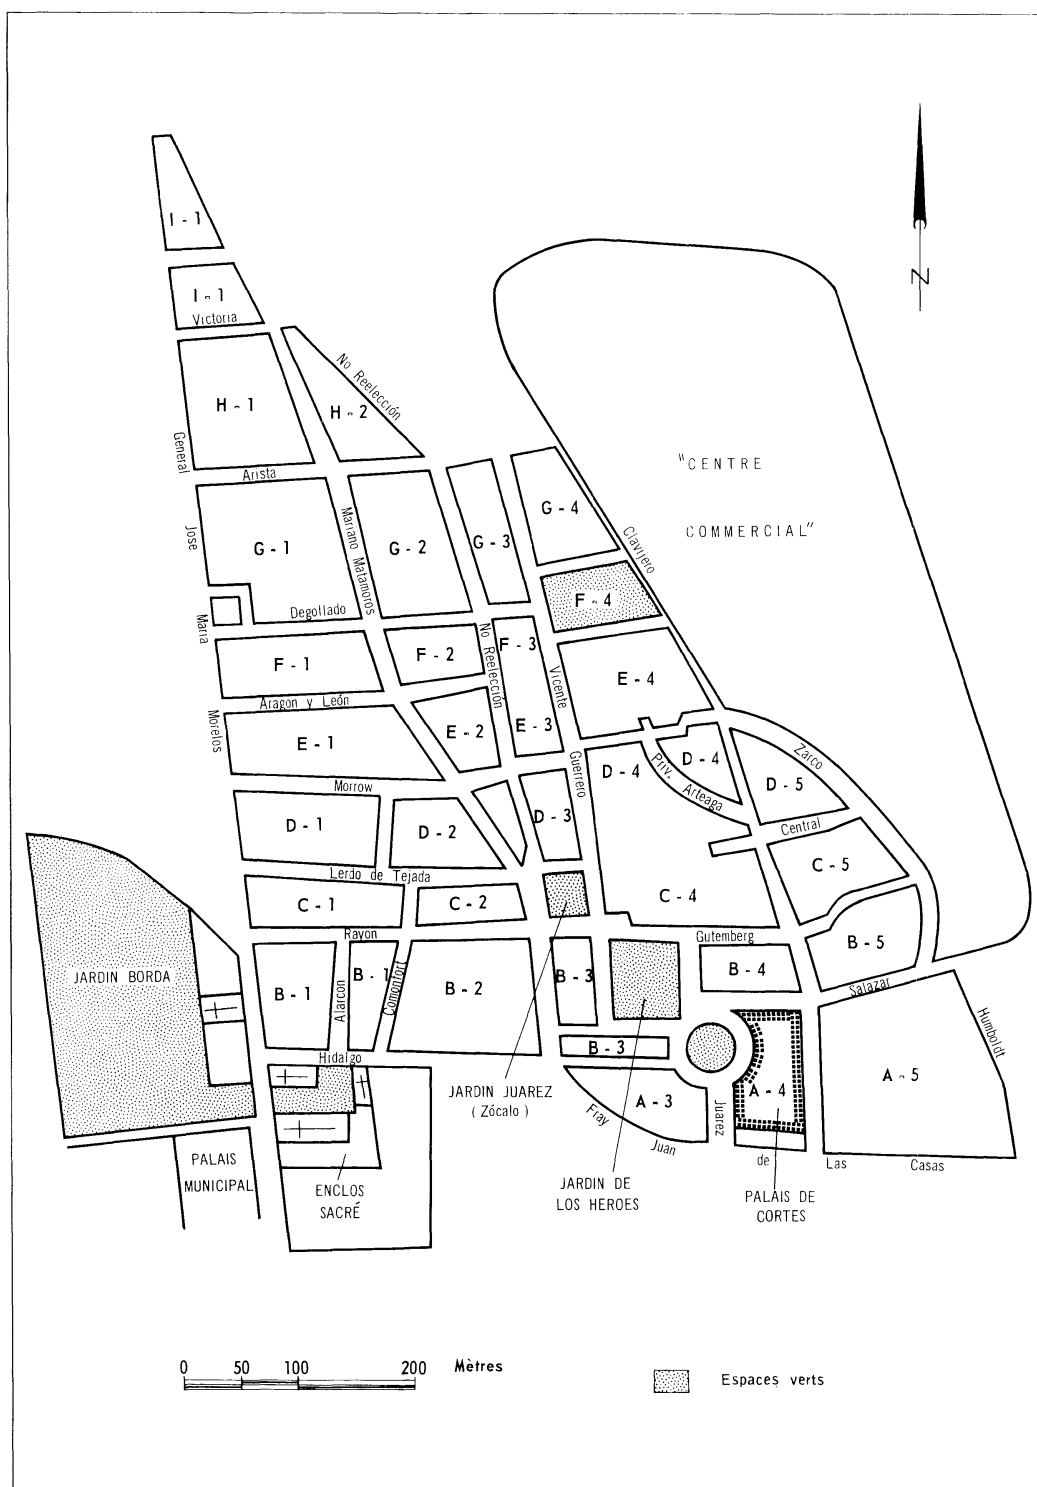 I - 1
I - 1
Victoria
No Reelección
H - 1
H - 2
General
Jose
Maria
Morelos
Arista
Mariano Matamoros
G - 1
G - 2
G - 3
G - 4
"CENTRE
COMMERCIAL"
Clavijero
Degollado
F - 4
F - 1
F - 2
F - 3
No Reelección
Vicente
Guerrero
E - 4
Aragon y León
E - 1
E - 2
E - 3
Zarco
Morrow
D - 4
D - 4
Priv. Arteaga
D - 5
D - 1
D - 2
D - 3
Central
Lerdo de Tejada
C - 1
C - 2
C - 4
C - 5
Rayon
Gutemberg
B - 5
B - 4
Salazar
JARDIN BORDA
B - 1
Alarcon
B - 1
Comonfort
B - 2
B - 3
Humboldt
Hidalgo
B - 3
A - 3
A - 4
A - 5
Juarez
Fray
Juan
de
Las
Casas
JARDIN JUAREZ
( Zócalo )
PALAIS
MUNICIPAL
ENCLOS
SACRÉ
JARDIN DE
LOS HEROES
PALAIS DE
CORTES
N
0 50 100 200 Mètres
Espaces verts